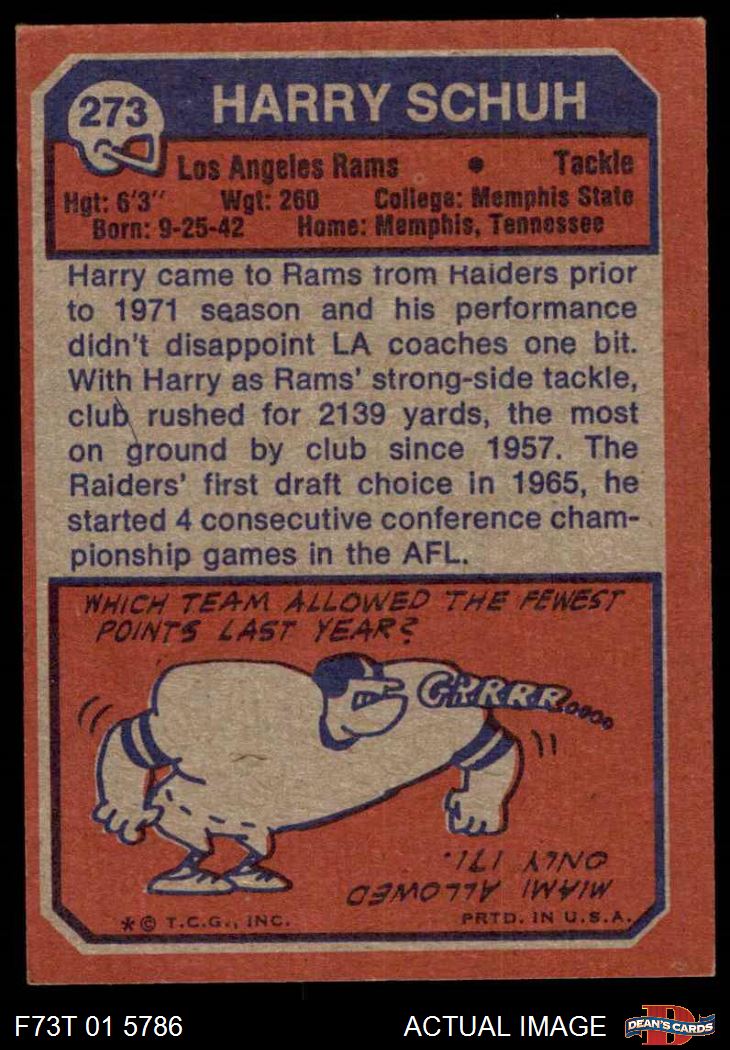 273
HARRY SCHUH
Los Angeles Rams • Tackle
Hgt: 6'3" Wgt: 260 College: Memphis State
Born: 9-25-42 Home: Memphis, Tennessee
Harry came to Rams from Raiders prior
to 1971 season and his performance
didn't disappoint LA coaches one bit.
With Harry as Rams' strong-side tackle,
club rushed for 2139 yards, the most
on ground by club since 1957. The
Raiders' first draft choice in 1965, he
started 4 consecutive conference cham-
pionship games in the AFL.
WHICH TEAM ALLOWED THE FEWEST
POINTS LAST YEAR?
GRRRR....
MIAMI ALLOWED
ONLY 171.
* © T.C.G., INC. PRTD. IN U.S.A.
F73T 01 5786 ACTUAL IMAGE
D
DEAN'S CARDS